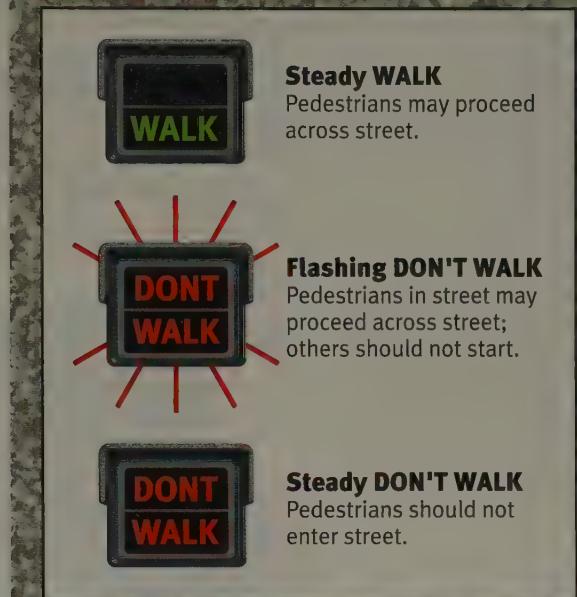 WALK
Steady WALK
Pedestrians may proceed
across street.
DONT
WALK
Flashing DON'T WALK
Pedestrians in street may
proceed across street;
others should not start.
DONT
WALK
Steady DON'T WALK
Pedestrians should not
enter street.